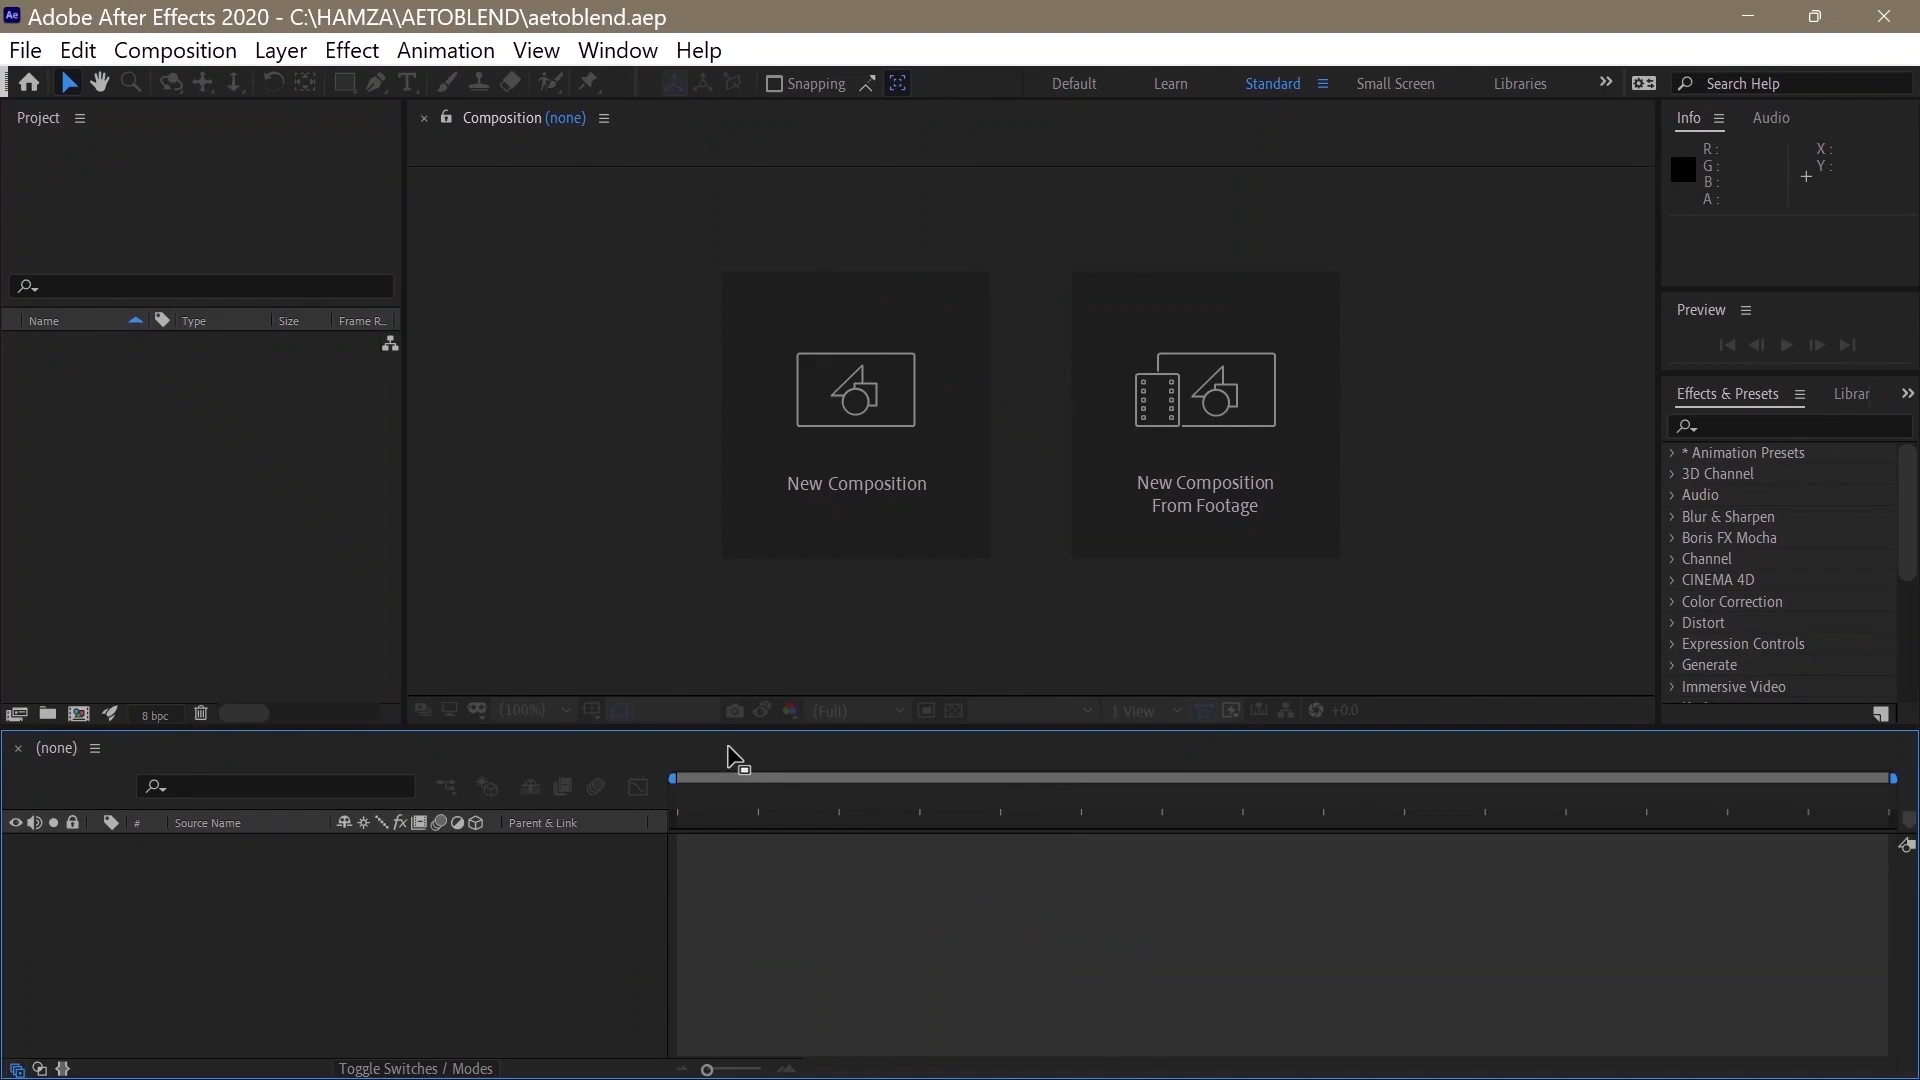 Adobe After Effects 2020 - C:\HAMZA\AETOBLEND\aetoblend.aep
File Edit Composition Layer Effect Animation View Window Help
Snapping Default Learn Standard Small Screen Libraries Search Help
Project
Composition (none)
Info Audio
R :
G :
B :
A :
X :
Y :
Name Type Size Frame R...
New Composition
New Composition
From Footage
Preview
Effects & Presets Librar
* Animation Presets
3D Channel
Audio
Blur & Sharpen
Boris FX Mocha
Channel
CINEMA 4D
Color Correction
Distort
Expression Controls
Generate
Immersive Video
8 bpc
(100%) (Full) 1 View +0.0
(none)
# Source Name Parent & Link
Toggle Switches / Modes